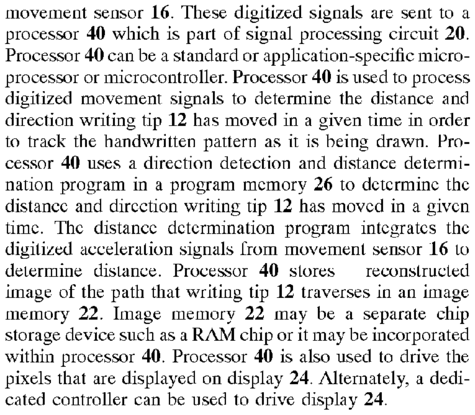 movement sensor 16. These digitized signals are sent to a
processor 40 which is part of signal processing circuit 20.
Processor 40 can be a standard or application-specific micro-
processor or microcontroller. Processor 40 is used to process
digitized movement signals to determine the distance and
direction writing tip 12 has moved in a given time in order
to track the handwritten pattern as it is being drawn. Pro-
cessor 40 uses a direction detection and distance determi-
nation program in a program memory 26 to determine the
distance and direction writing tip 12 has moved in a given
time. The distance determination program integrates the
digitized acceleration signals from movement sensor 16 to
determine distance. Processor 40 stores reconstructed
image of the path that writing tip 12 traverses in an image
memory 22. Image memory 22 may be a separate chip
storage device such as a RAM chip or it may be incorporated
within processor 40. Processor 40 is also used to drive the
pixels that are displayed on display 24. Alternately, a dedi-
cated controller can be used to drive display 24.